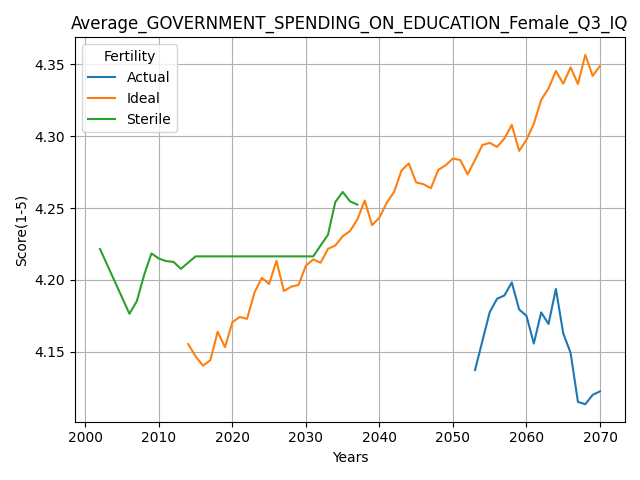 Average_GOVERNMENT_SPENDING_ON_EDUCATION_Female_Q3_IQ
Fertility
Actual
Ideal
Sterile
Score(1-5)
4.35
4.30
4.25
4.20
4.15
2000 2010 2020 2030 2040 2050 2060 2070
Years